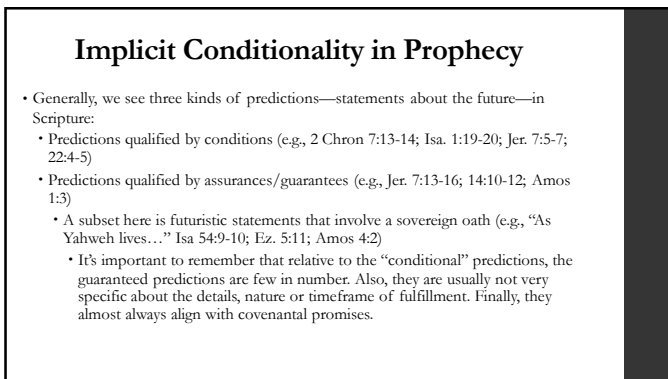 Implicit Conditionality in Prophecy
• Generally, we see three kinds of predictions—statements about the future—in
Scripture:
• Predictions qualified by conditions (e.g., 2 Chron 7:13-14; Isa. 1:19-20; Jer. 7:5-7;
22:4-5)
• Predictions qualified by assurances/guarantees (e.g., Jer. 7:13-16; 14:10-12; Amos
1:3)
• A subset here is futuristic statements that involve a sovereign oath (e.g., “As
Yahweh lives…” Isa 54:9-10; Ez. 5:11; Amos 4:2)
• It’s important to remember that relative to the “conditional” predictions, the
guaranteed predictions are few in number. Also, they are usually not very
specific about the details, nature or timeframe of fulfillment. Finally, they
almost always align with covenantal promises.